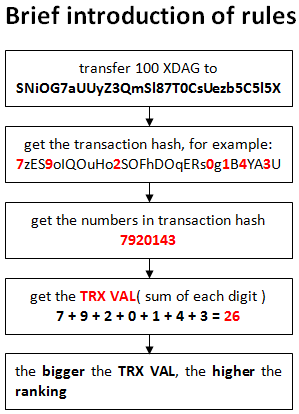 Brief introduction of rules
transfer 100 XDAG to
SNiOG7aUUyZ3QmSl87T0CsUezb5C5l5X
get the transaction hash, for example:
7zES9oIQOuHo2SOFhDOqERs0g1B4YA3U
get the numbers in transaction hash
7920143
get the TRX VAL( sum of each digit )
7 + 9 + 2 + 0 + 1 + 4 + 3 = 26
the bigger the TRX VAL, the higher the
ranking